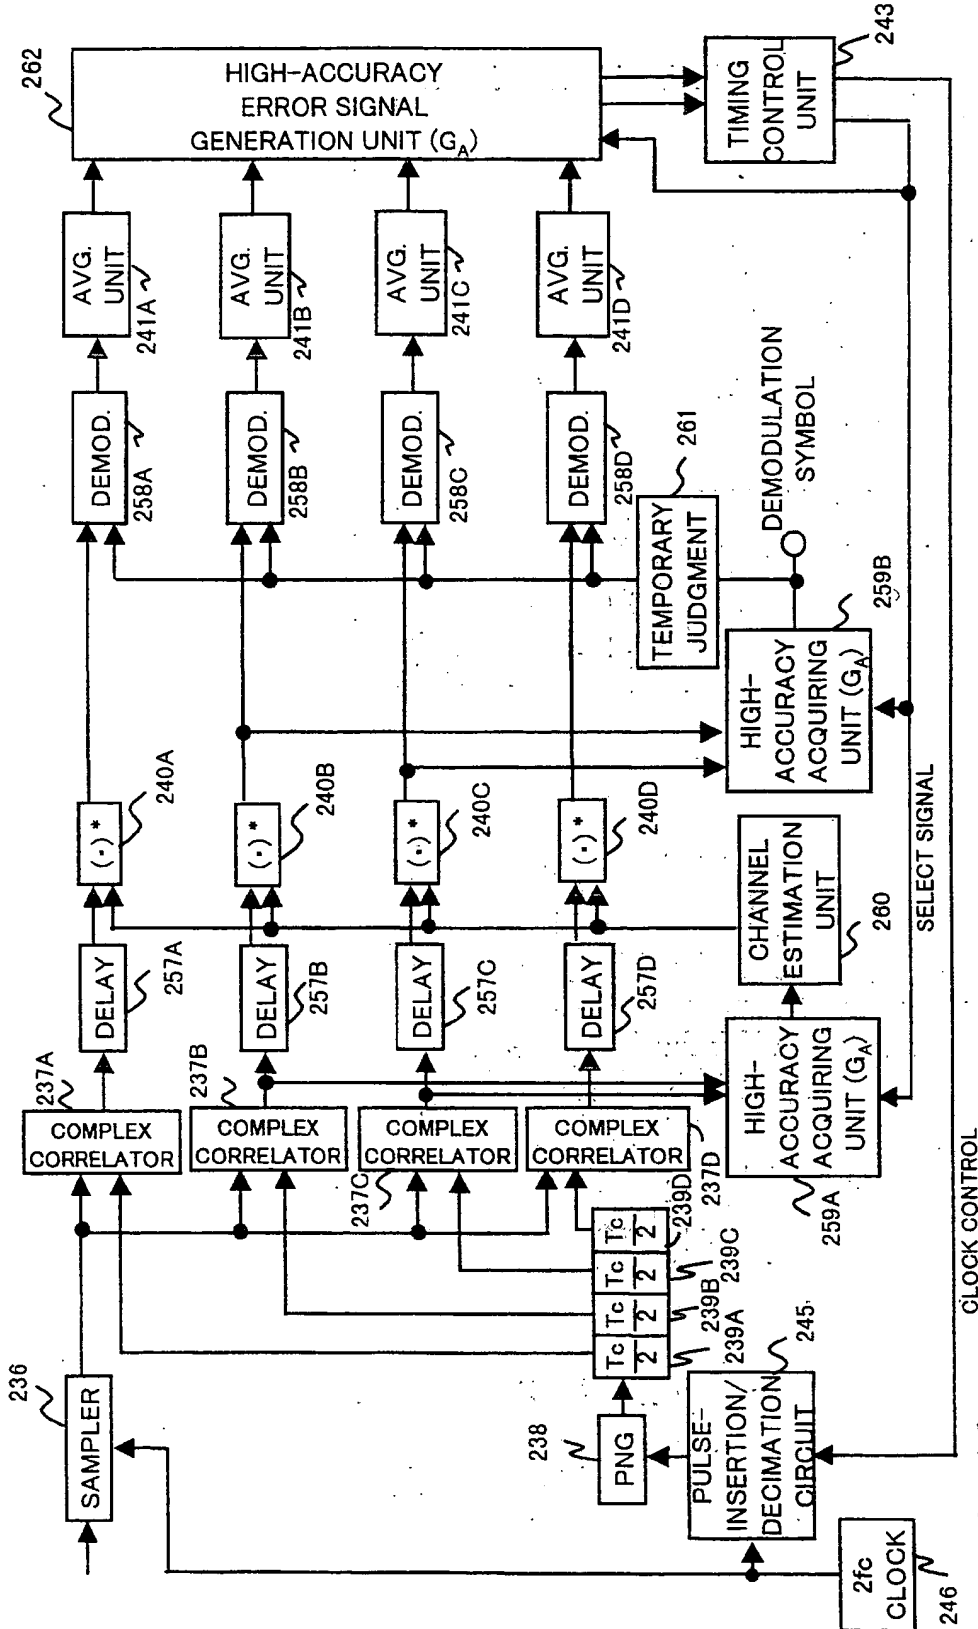 262
HIGH-ACCURACY
ERROR SIGNAL
GENERATION UNIT (GA)
TIMING
CONTROL
UNIT
243
AVG.
UNIT
241A
AVG.
UNIT
241B
AVG.
UNIT
241C
AVG.
UNIT
241D
DEMOD.
258A
DEMOD.
258B
DEMOD.
258C
DEMOD.
258D
TEMPORARY
JUDGMENT
261
DEMODULATION
SYMBOL
HIGH-
ACCURACY
ACQUIRING
UNIT (GA)
259B
(·)*
240A
(·)*
240B
(·)*
240C
(·)*
240D
CHANNEL
ESTIMATION
UNIT
260
SELECT SIGNAL
DELAY
257A
DELAY
257B
DELAY
257C
DELAY
257D
HIGH-
ACCURACY
ACQUIRING
UNIT (GA)
259A
237A
COMPLEX
CORRELATOR
237B
COMPLEX
CORRELATOR
237C
COMPLEX
CORRELATOR
237D
COMPLEX
CORRELATOR
Tc
2
239A
Tc
2
239B
Tc
2
239C
Tc
2
239D
236
SAMPLER
238
PNG
PULSE-
INSERTION/
DECIMATION
CIRCUIT
245
2fc
CLOCK
246
CLOCK CONTROL